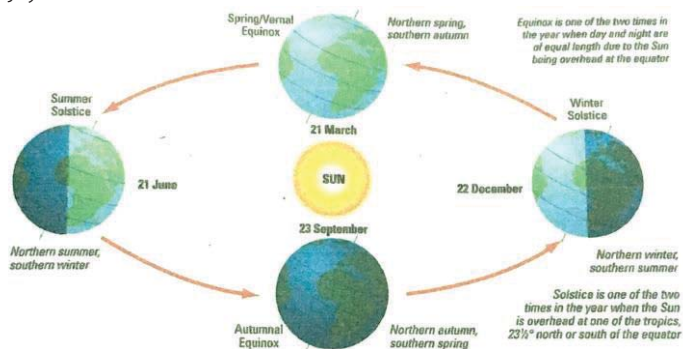 Spring/Vernal
Equinox
Northern spring,
southern autumn
Equinox is one of the two times in
the year when day and night are
of equal length due to the Sun
being overhead at the equator
Summer
Solstice
21 March
Winter
Solstice
21 June
SUN
22 December
23 September
Northern summer,
southern winter
Northern winter,
southern summer
Autumnal
Equinox
Northern autumn,
southern spring
Solstice is one of the two
times in the year when the Sun
is overhead at one of the tropics,
23½° north or south of the equator